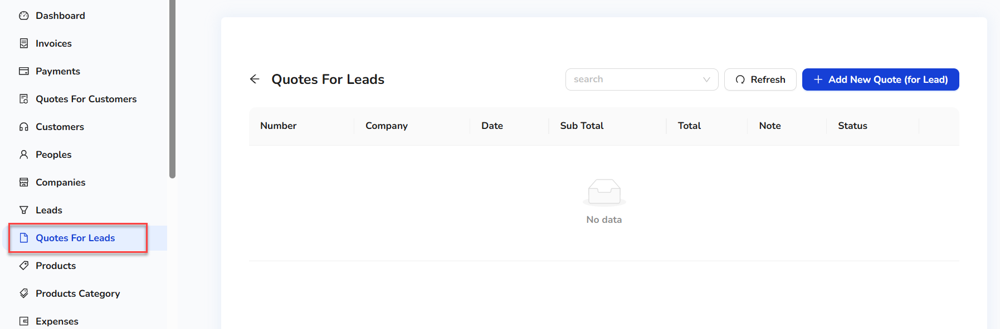 Dashboard
Invoices
Payments
Quotes For Customers
Customers
Peoples
Companies
Leads
Quotes For Leads
Products
Products Category
Expenses
Quotes For Leads
search
Refresh
Add New Quote (for Lead)
Number Company Date Sub Total Total Note Status
No data